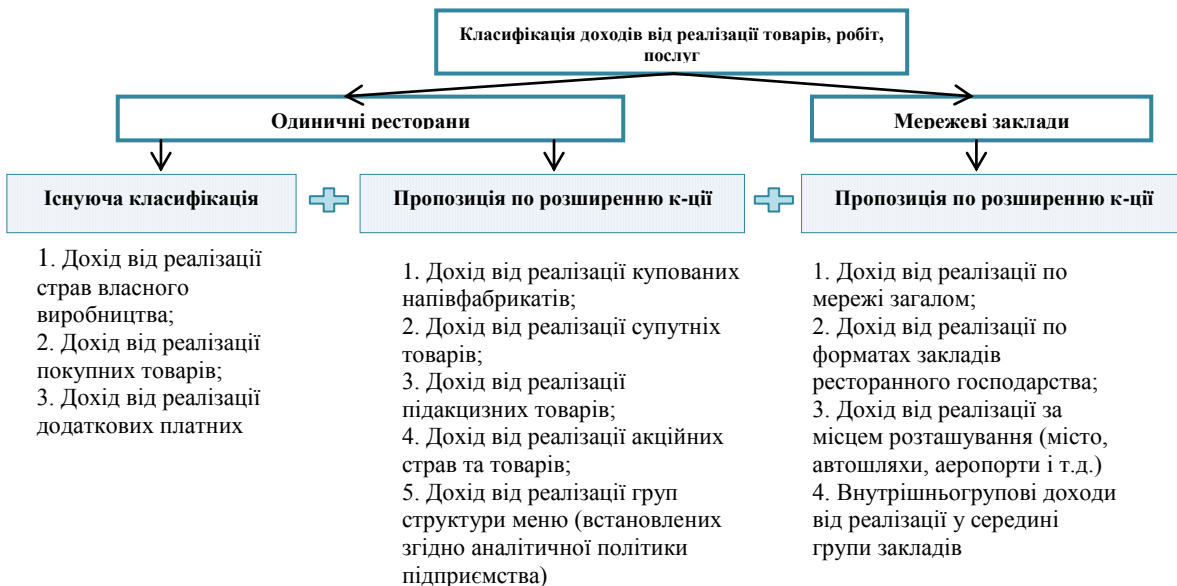 Класифікація доходів від реалізації товарів, робіт,
послуг
Одиничні ресторани
Мережеві заклади
Існуюча класифікація
Пропозиція по розширенню к-ції
Пропозиція по розширенню к-ції
1. Дохід від реалізації
страв власного
виробництва;
2. Дохід від реалізації
покупних товарів;
3. Дохід від реалізації
додаткових платних
1. Дохід від реалізації купованих
напівфабрикатів;
2. Дохід від реалізації супутніх
товарів;
3. Дохід від реалізації
підакцизних товарів;
4. Дохід від реалізації акційних
страв та товарів;
5. Дохід від реалізації груп
структури меню (встановлених
згідно аналітичної політики
підприємства)
1. Дохід від реалізації по
мережі загалом;
2. Дохід від реалізації по
форматах закладів
ресторанного господарства;
3. Дохід від реалізації за
місцем розташування (місто,
автошляхи, аеропорти і т.д.)
4. Внутрішньогрупові доходи
від реалізації у середині
групи закладів